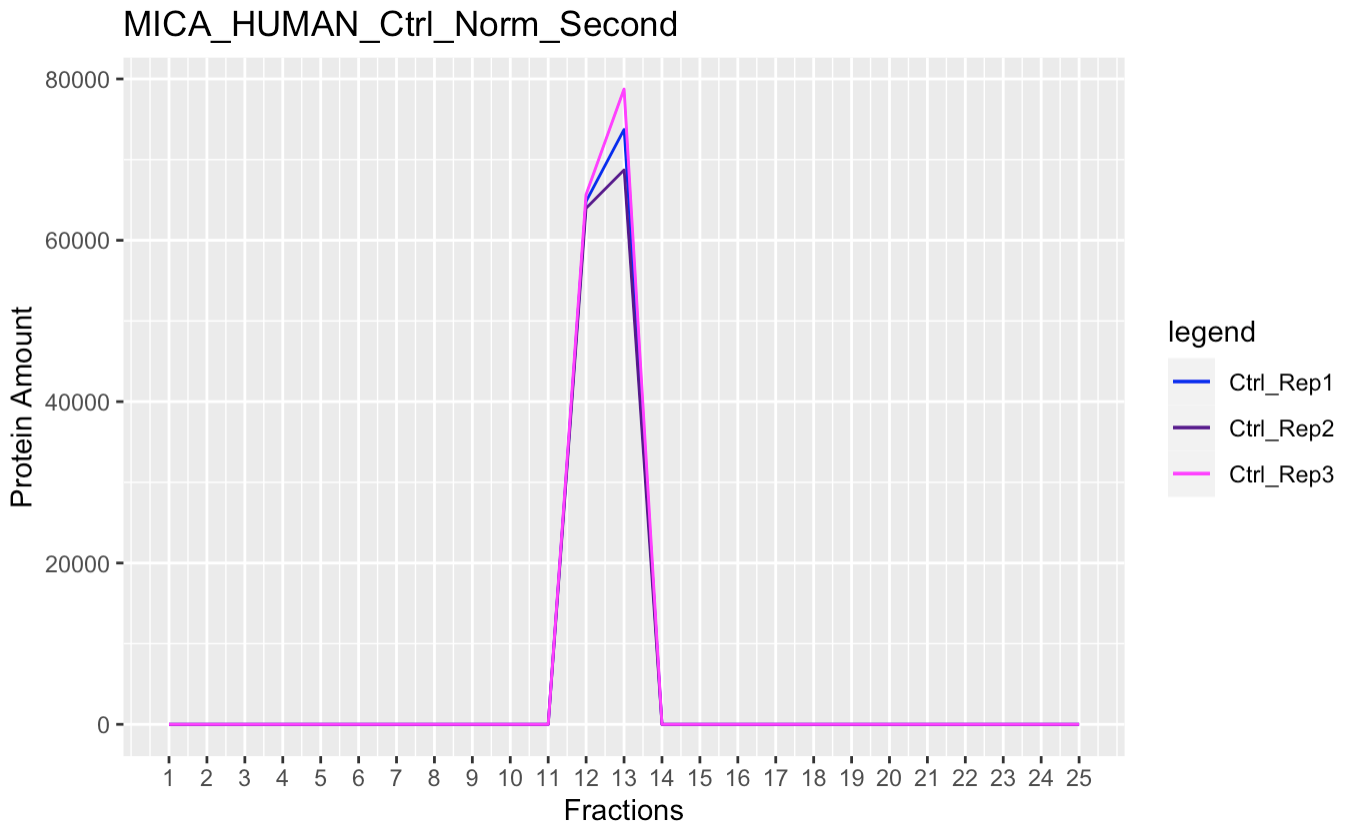 MICA_HUMAN_Ctrl_Norm_Second
Protein Amount
80000
60000
40000
20000
0
1 2 3 4 5 6 7 8 9 10 11 12 13 14 15 16 17 18 19 20 21 22 23 24 25
Fractions
legend
Ctrl_Rep1
Ctrl_Rep2
Ctrl_Rep3